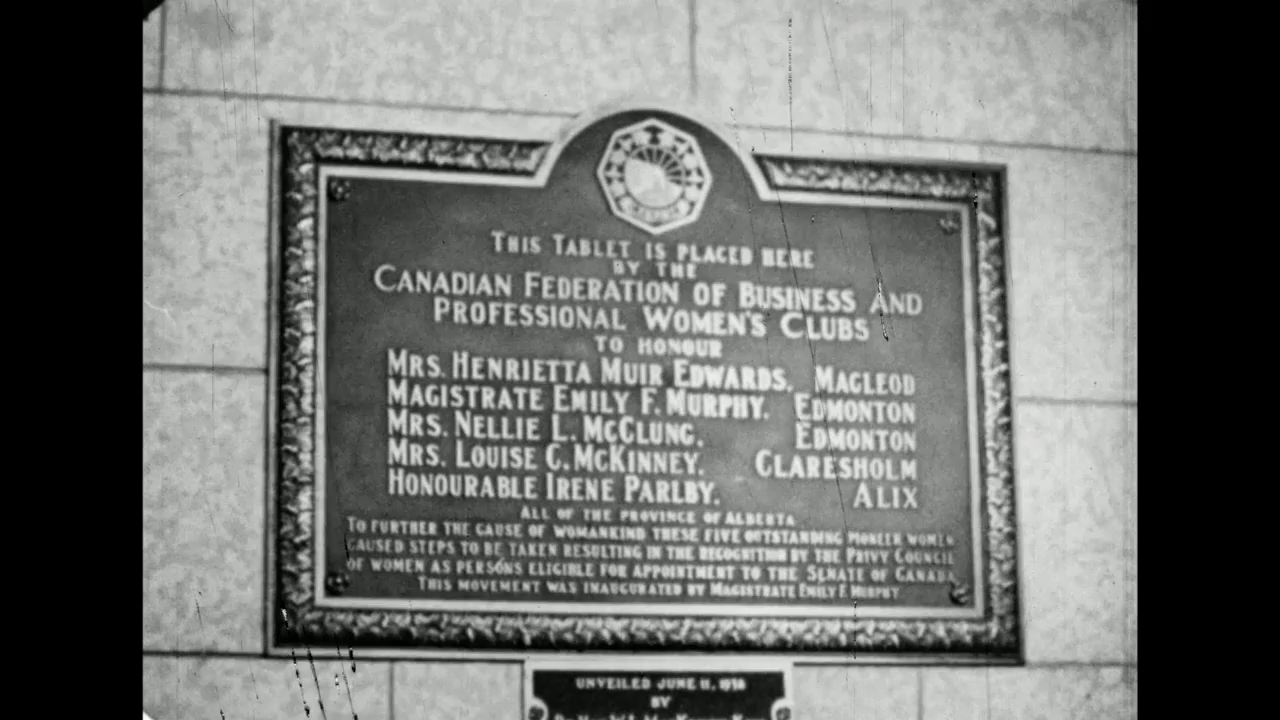 THIS TABLET IS PLACED HERE
BY THE
CANADIAN FEDERATION OF BUSINESS AND
PROFESSIONAL WOMEN'S CLUBS
TO HONOUR
MRS. HENRIETTA MUIR EDWARDS. MACLEOD
MAGISTRATE EMILY F. MURPHY. EDMONTON
MRS. NELLIE L. MCCLUNG. EDMONTON
MRS. LOUISE C. MCKINNEY. CLARESHOLM
HONOURABLE IRENE PARLBY. ALIX
ALL OF THE PROVINCE OF ALBERTA
TO FURTHER THE CAUSE OF WOMANKIND THESE FIVE OUTSTANDING PIONEER WOMEN
CAUSED STEPS TO BE TAKEN RESULTING IN THE RECOGNITION BY THE PRIVY COUNCIL
OF WOMEN AS PERSONS ELIGIBLE FOR APPOINTMENT TO THE SENATE OF CANADA
THIS MOVEMENT WAS INAUGURATED BY MAGISTRATE EMILY F. MURPHY
UNVEILED JUNE 11, 1938
BY